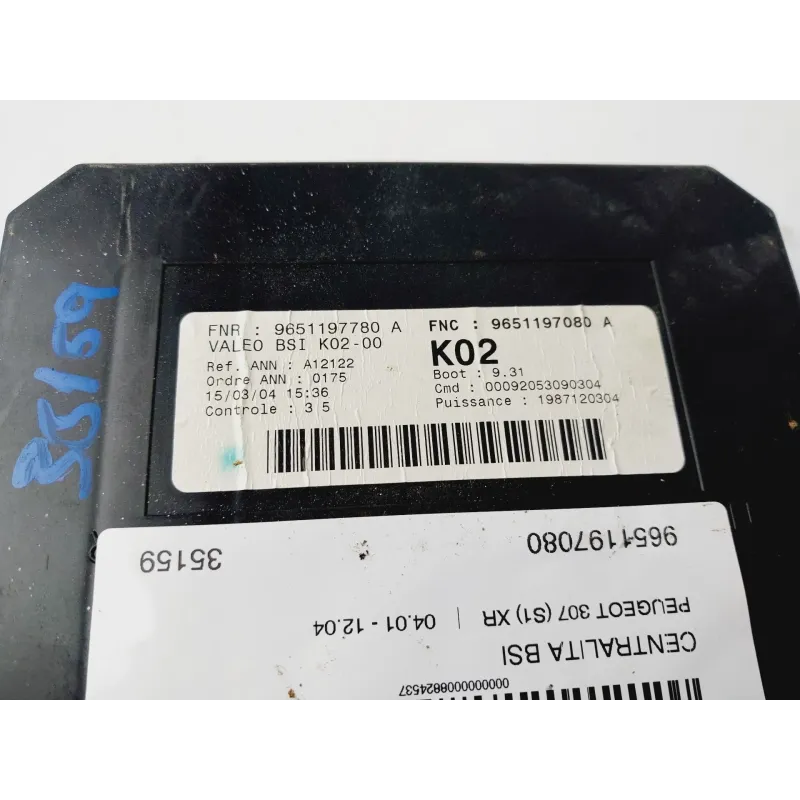 FNR : 9651197780 A
VALEO BSI K02-00
Ref. ANN : A12122
Ordre ANN : 0175
15/03/04 15:36
Controle : 3 5
FNC : 9651197080 A
K02
Boot : 9.31
Cmd : 00092053090304
Puissance : 1987120304
35159
000000000008824537
CENTRALITA BSI
PEUGEOT 307 (S1) XR | 04.01 - 12.04
9651197080
35159